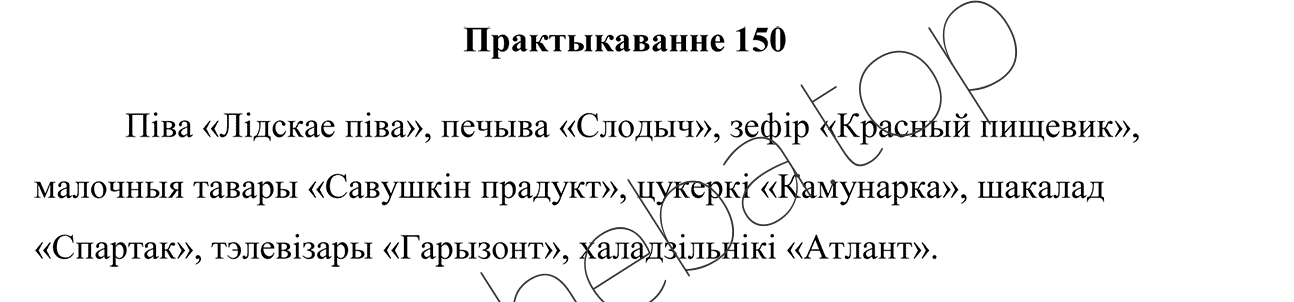 Практыкаванне 150
Піва «Лідскае піва», печыва «Слодыч», зефір «Красный пищевик»,
малочныя тавары «Савушкін прадукт», цукеркі «Камунарка», шакалад
«Спартак», тэлевізары «Гарызонт», халадзільнікі «Атлант».
hebatop